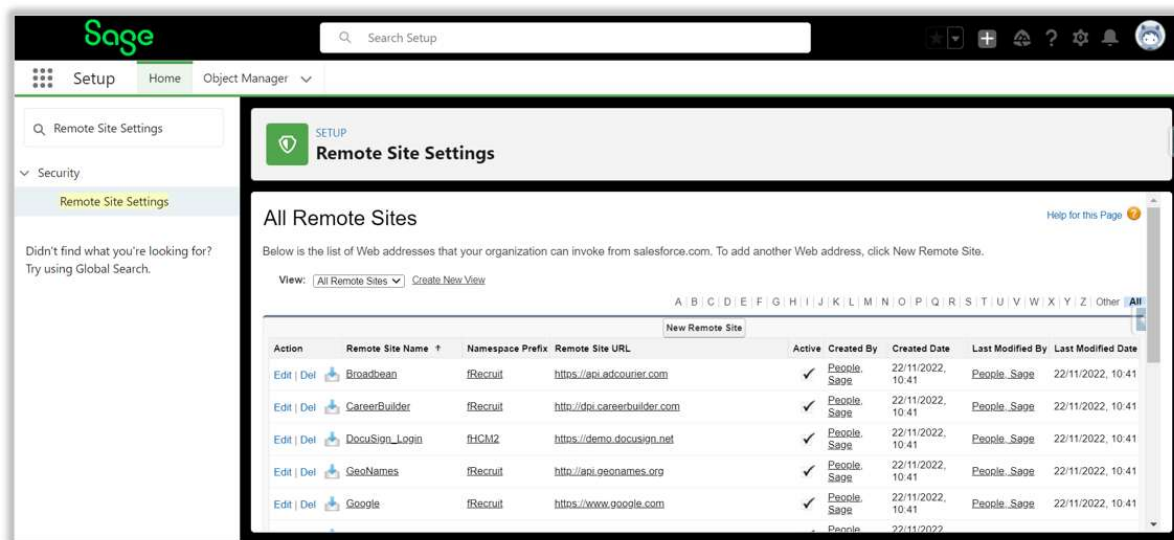 Sage
Search Setup
Setup Home Object Manager
Remote Site Settings
Security
Remote Site Settings
Didn't find what you're looking for?
Try using Global Search.
SETUP
Remote Site Settings
All Remote Sites
Help for this Page
Below is the list of Web addresses that your organization can invoke from salesforce.com. To add another Web address, click New Remote Site.
View: All Remote Sites Create New View
A | B | C | D | E | F | G | H | I | J | K | L | M | N | O | P | Q | R | S | T | U | V | W | X | Y | Z | Other All
New Remote Site
Action Remote Site Name ↑ Namespace Prefix Remote Site URL Active Created By Created Date Last Modified By Last Modified Date
Edit | Del Broadbean fRecruit https://api.adcourier.com ✓ People, Sage 22/11/2022, 10:41 People, Sage 22/11/2022, 10:41
Edit | Del CareerBuilder fRecruit http://dpi.careerbuilder.com ✓ People, Sage 22/11/2022, 10:41 People, Sage 22/11/2022, 10:41
Edit | Del DocuSign_Login fHCM2 https://demo.docusign.net ✓ People, Sage 22/11/2022, 10:41 People, Sage 22/11/2022, 10:41
Edit | Del GeoNames fRecruit http://api.geonames.org ✓ People, Sage 22/11/2022, 10:41 People, Sage 22/11/2022, 10:41
Edit | Del Google fRecruit https://www.google.com ✓ People, Sage 22/11/2022, 10:41 People, Sage 22/11/2022, 10:41
People 22/11/2022